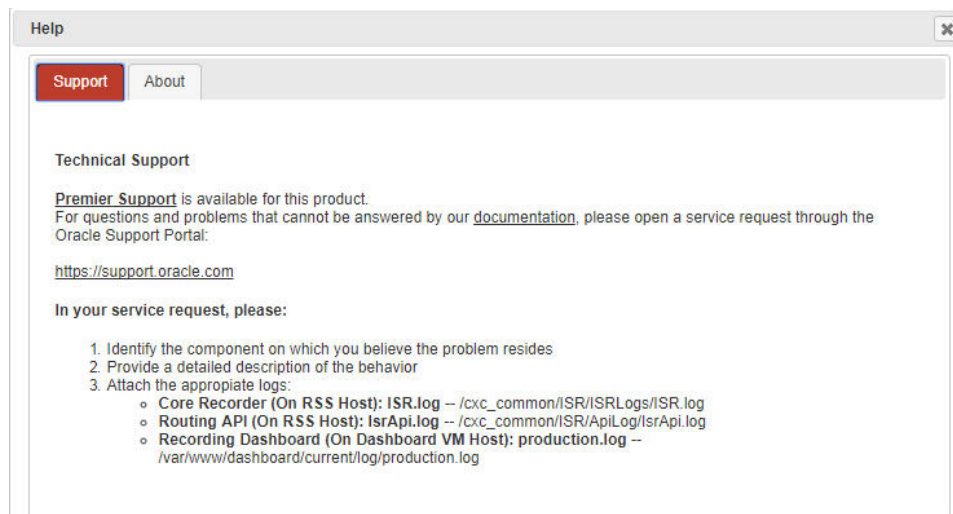 Help
Support
About
Technical Support
Premier Support is available for this product.
For questions and problems that cannot be answered by our documentation, please open a service request through the
Oracle Support Portal:
https://support.oracle.com
In your service request, please:
1. Identify the component on which you believe the problem resides
2. Provide a detailed description of the behavior
3. Attach the appropiate logs:
Core Recorder (On RSS Host): ISR.log -- /cxc_common/ISR/ISRLogs/ISR.log
Routing API (On RSS Host): IsrApi.log -- /cxc_common/ISR/ApiLog/IsrApi.log
Recording Dashboard (On Dashboard VM Host): production.log --
/var/www/dashboard/current/log/production.log